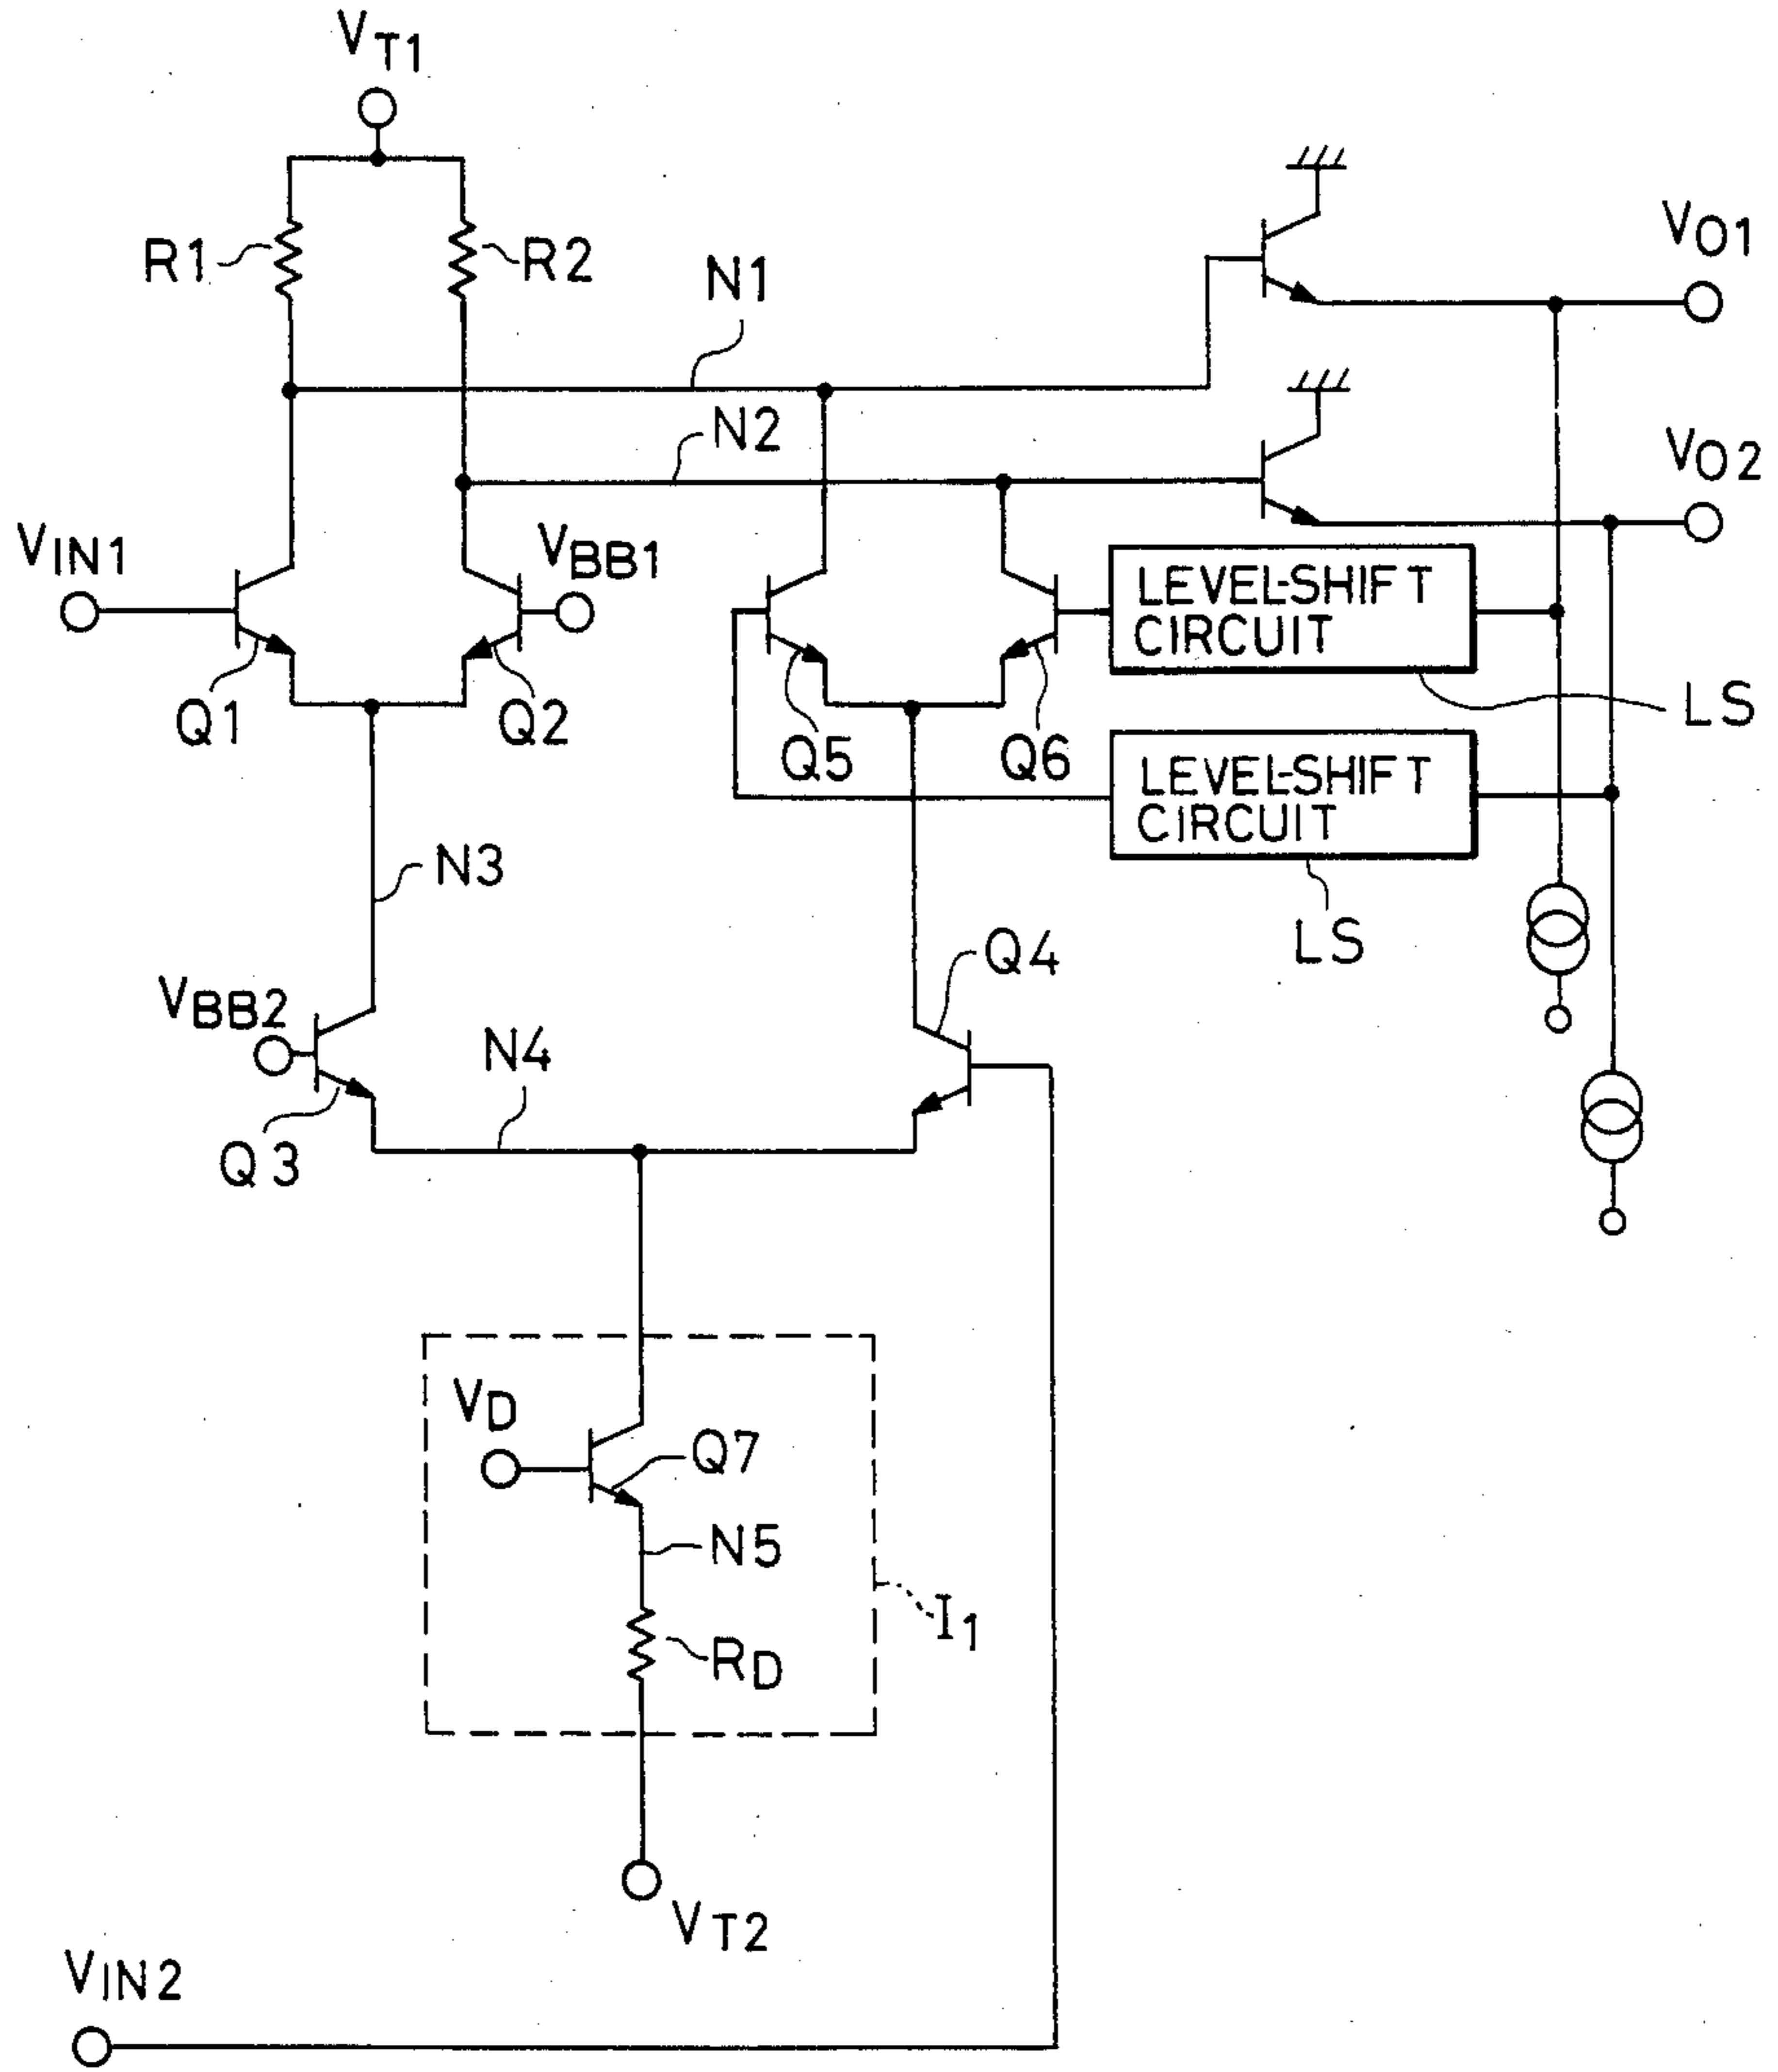 VT1
R1
R2
N1
VO1
N2
VO2
VIN1
VBB1
LEVEL-SHIFT
CIRCUIT
Q1
Q2
Q5
Q6
LS
LEVEL-SHIFT
CIRCUIT
N3
LS
Q4
VBB2
N4
Q3
VD
Q7
N5
I1
RD
VT2
VIN2